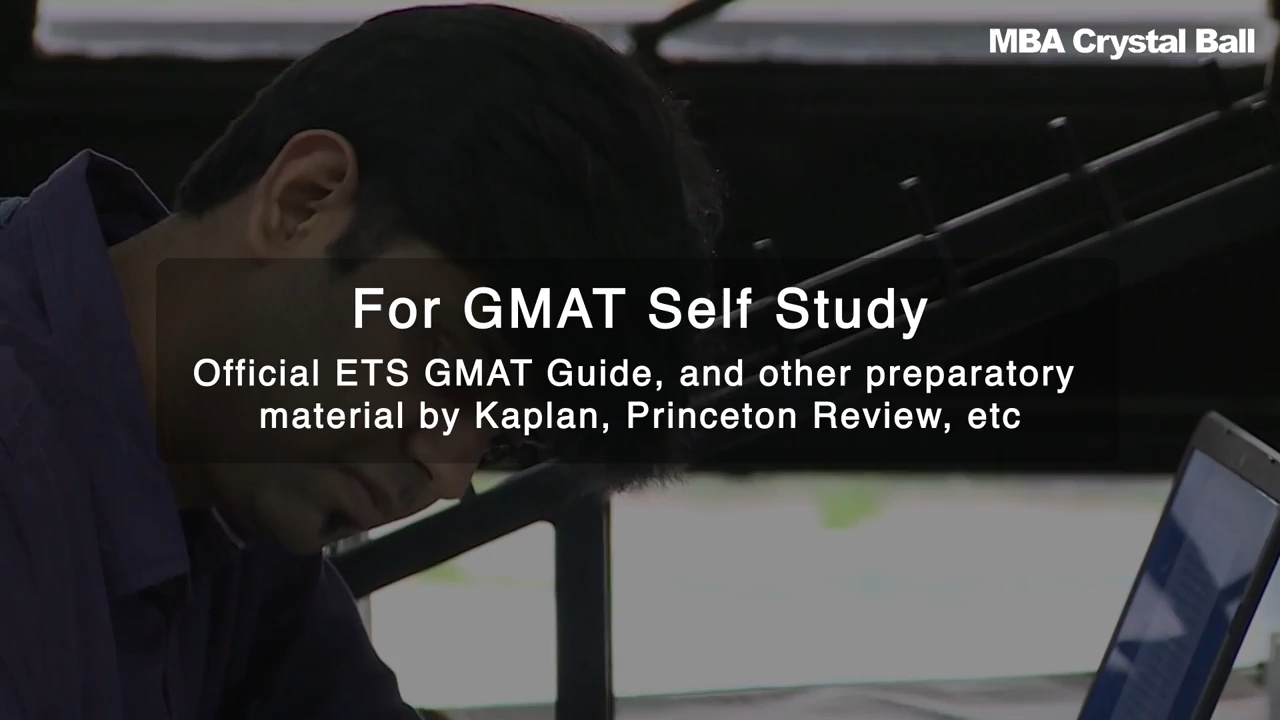 MBA Crystal Ball
For GMAT Self Study
Official ETS GMAT Guide, and other preparatory
material by Kaplan, Princeton Review, etc